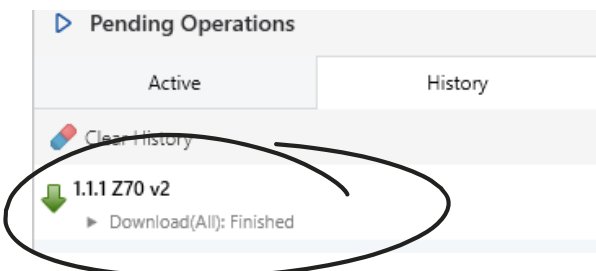 Pending Operations
Active History
Clear History
1.1.1 Z70 v2
Download(All): Finished